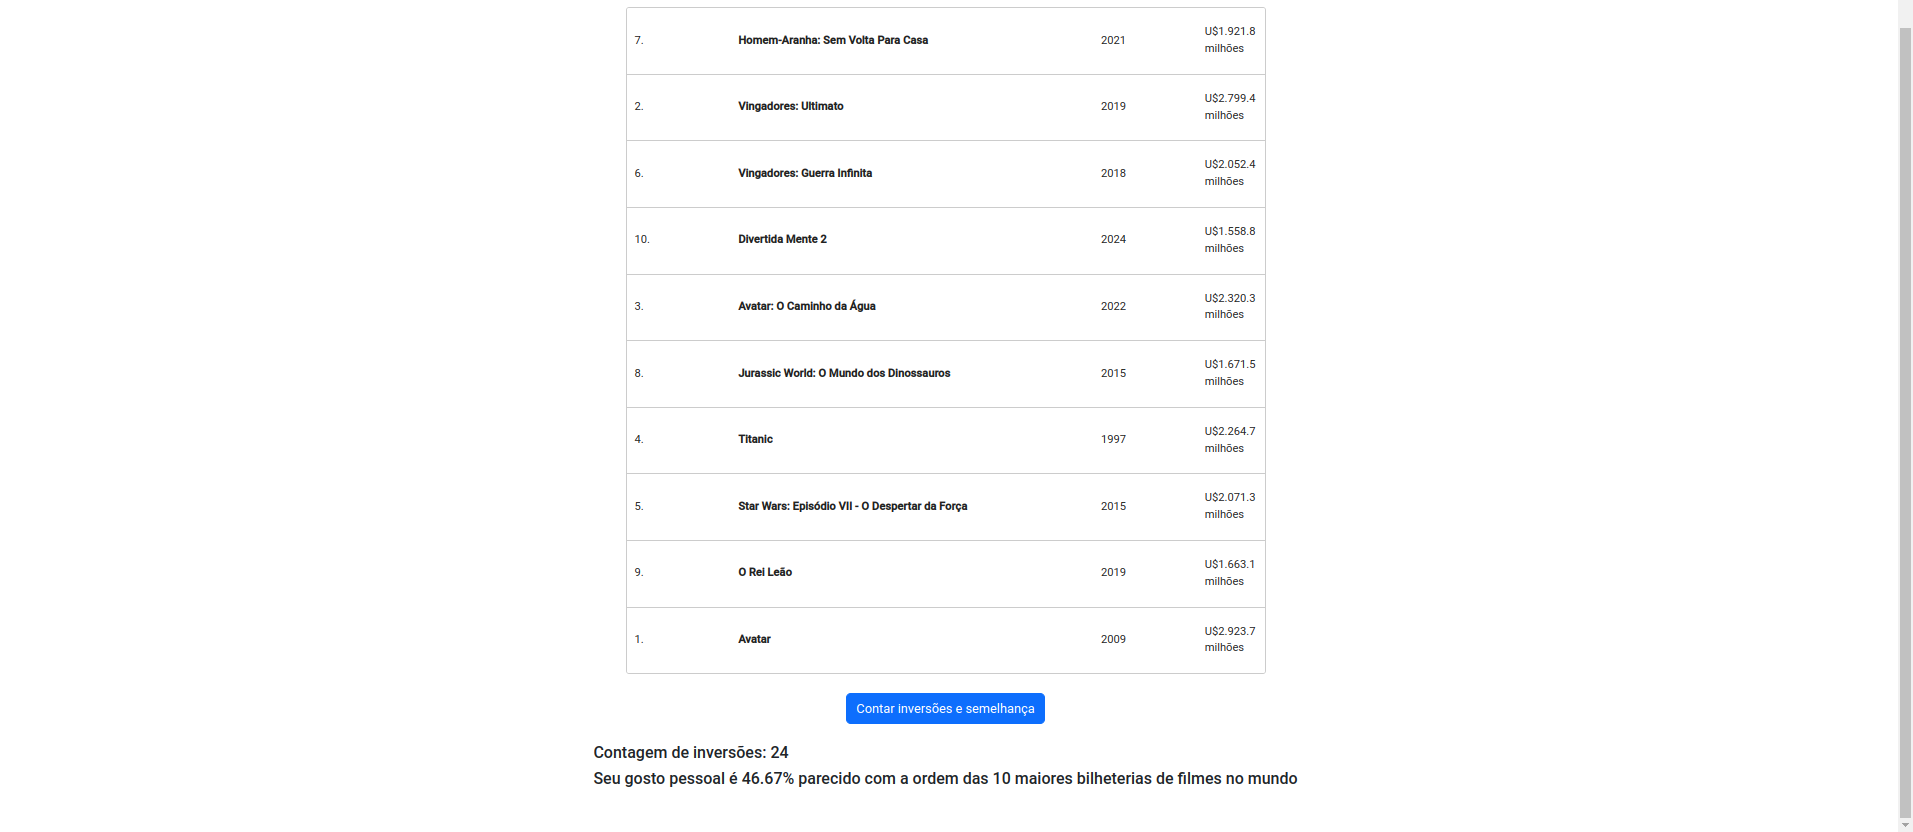 7. Homem-Aranha: Sem Volta Para Casa 2021 U$1.921.8 milhões
2. Vingadores: Ultimato 2019 U$2.799.4 milhões
6. Vingadores: Guerra Infinita 2018 U$2.052.4 milhões
10. Divertida Mente 2 2024 U$1.558.8 milhões
3. Avatar: O Caminho da Água 2022 U$2.320.3 milhões
8. Jurassic World: O Mundo dos Dinossauros 2015 U$1.671.5 milhões
4. Titanic 1997 U$2.264.7 milhões
5. Star Wars: Episódio VII - O Despertar da Força 2015 U$2.071.3 milhões
9. O Rei Leão 2019 U$1.663.1 milhões
1. Avatar 2009 U$2.923.7 milhões
Contar inversões e semelhança
Contagem de inversões: 24
Seu gosto pessoal é 46.67% parecido com a ordem das 10 maiores bilheterias de filmes no mundo